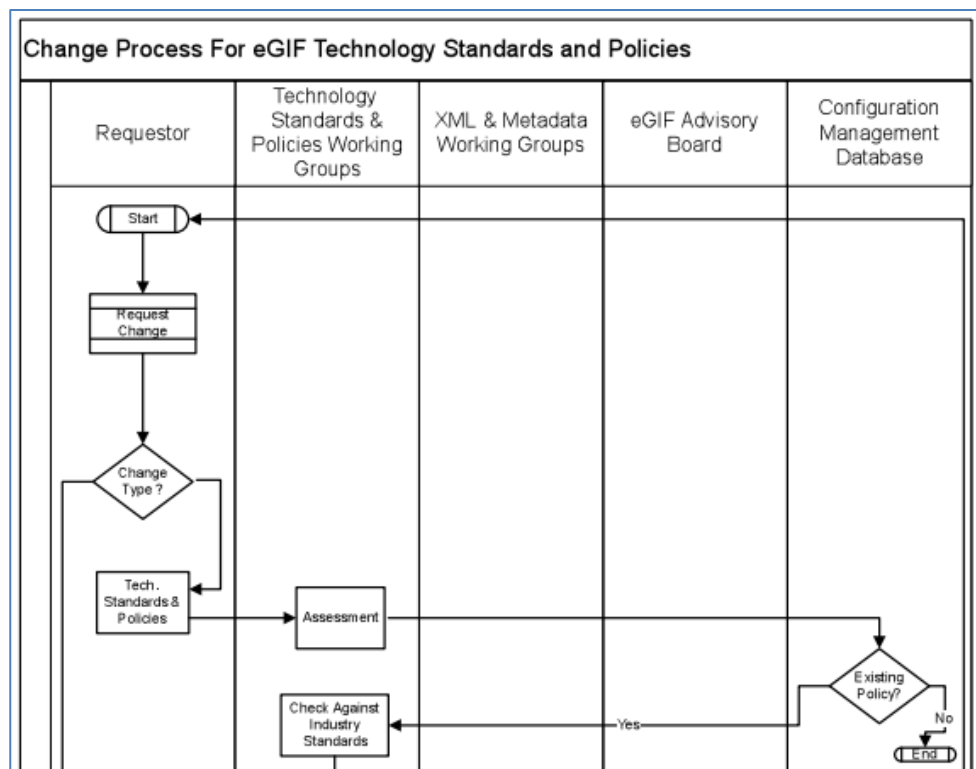 Change Process For eGIF Technology Standards and Policies
Requestor
Technology
Standards &
Policies Working
Groups
XML & Metadata
Working Groups
eGIF Advisory
Board
Configuration
Management
Database
Start
Request
Change
Change
Type ?
Tech.
Standards &
Policies
Assessment
Existing
Policy?
Check Against
Industry
Standards
Yes
No
End